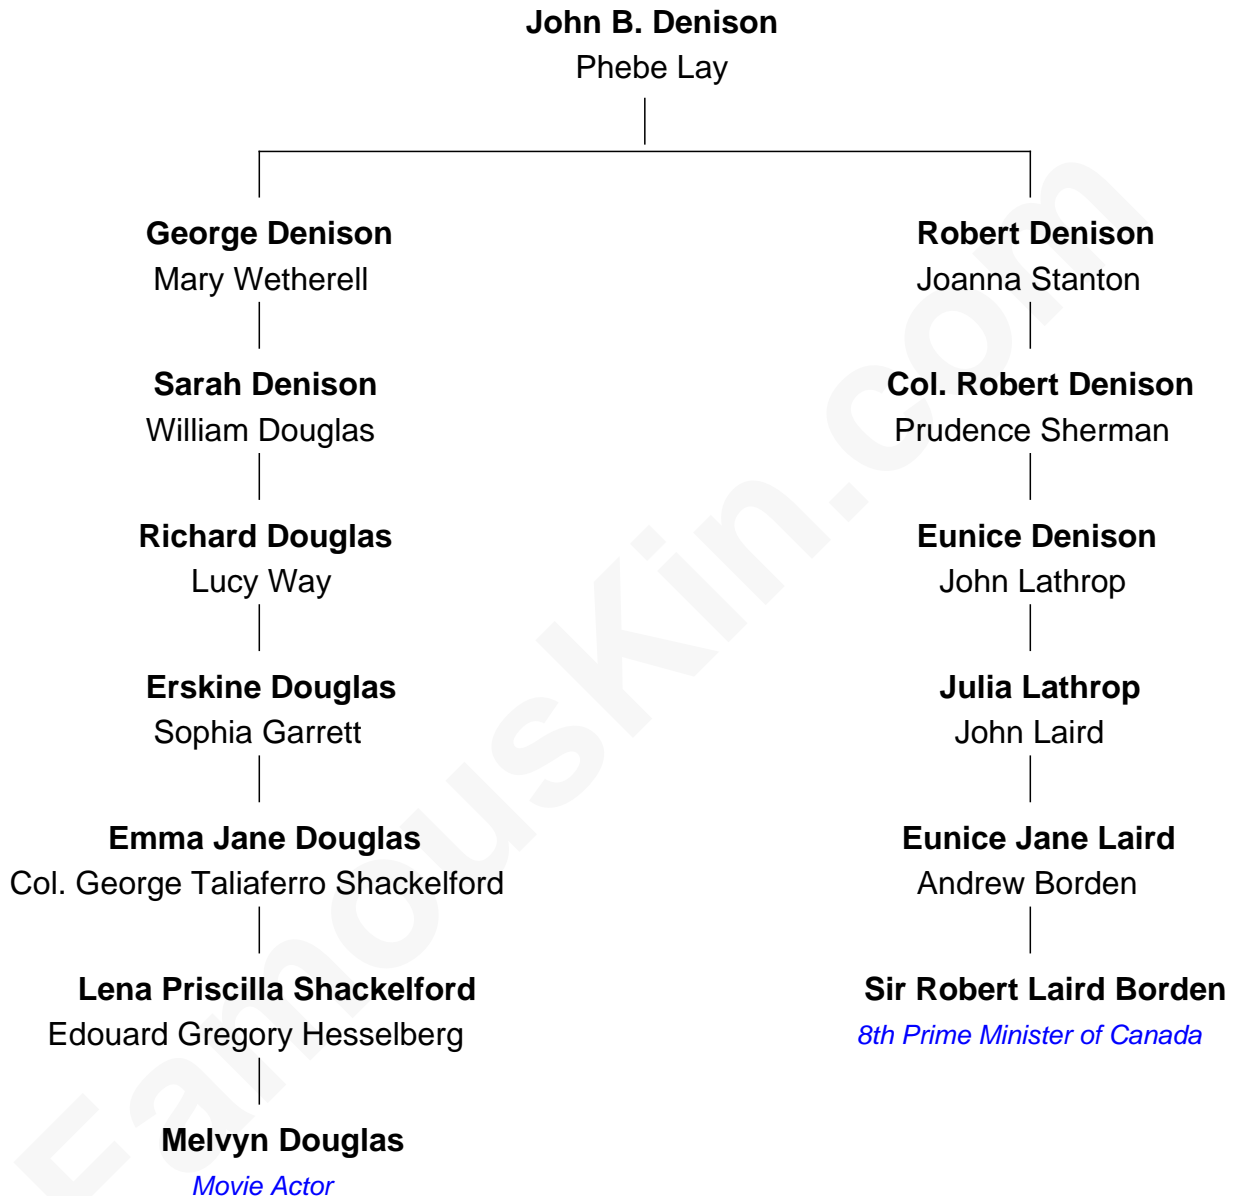 John B. Denison
Phebe Lay
George Denison
Mary Wetherell
Robert Denison
Joanna Stanton
Sarah Denison
William Douglas
Col. Robert Denison
Prudence Sherman
Richard Douglas
Lucy Way
Eunice Denison
John Lathrop
Erskine Douglas
Sophia Garrett
Julia Lathrop
John Laird
Emma Jane Douglas
Col. George Taliaferro Shackelford
Eunice Jane Laird
Andrew Borden
Lena Priscilla Shackelford
Edouard Gregory Hesselberg
Sir Robert Laird Borden
8th Prime Minister of Canada
Melvyn Douglas
Movie Actor
FamousKin.com